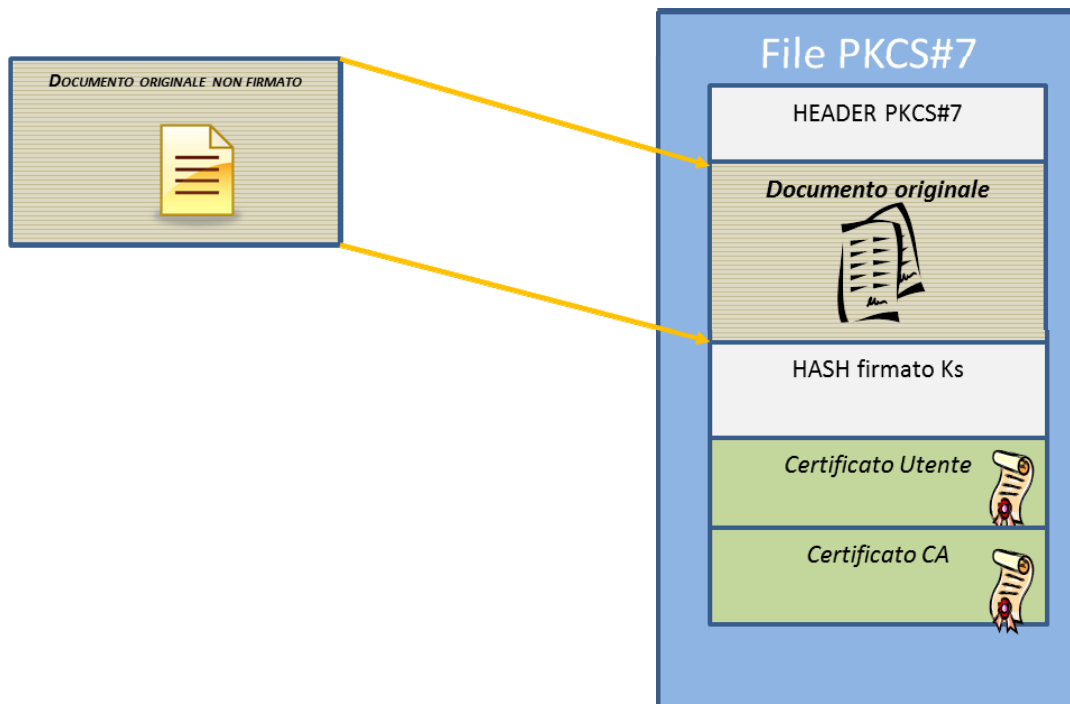 DOCUMENTO ORIGINALE NON FIRMATO
File PKCS#7
HEADER PKCS#7
Documento originale
HASH firmato Ks
Certificato Utente
Certificato CA